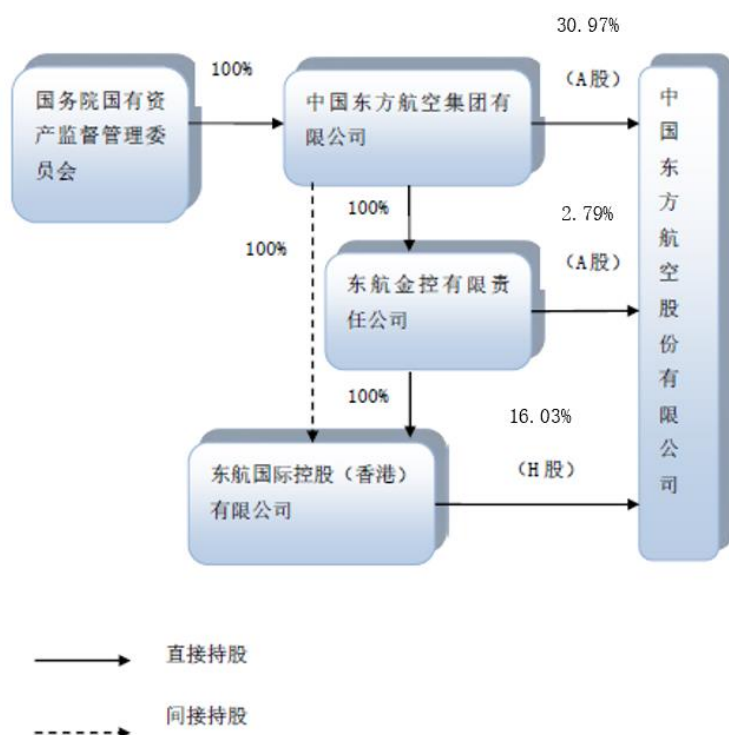 30.97%
（A股）
100%
国务院国有资
产监督管理委
员会
中国东方航空集团有
限公司
中国东方航空股份有限公司
100%
100%
2.79%
（A股）
东航金控有限责
任公司
100%
16.03%
（H股）
东航国际控股（香港）
有限公司
直接持股
间接持股